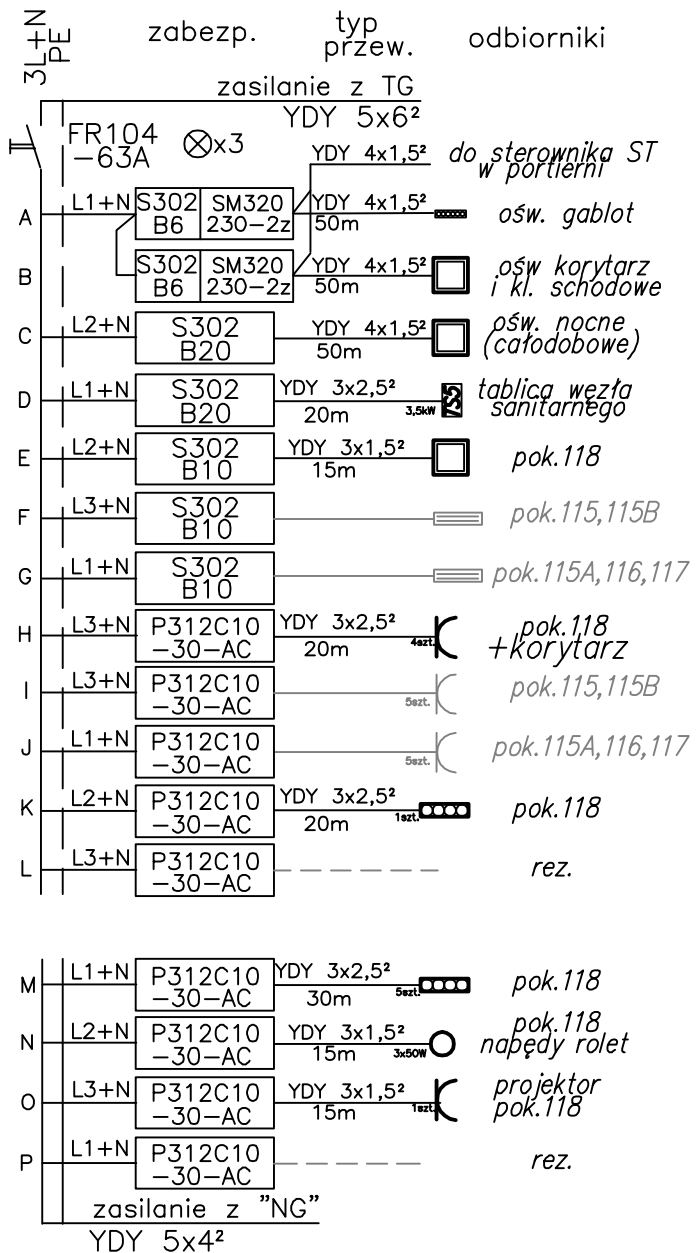 3L+N
PE
zabezp.
typ
przew.
odbiorniki
zasilanie z TG
YDY 5x6²
FR104
-63A
x3
YDY 4x1,5²
do sterownika ST
w portierni
A
L1+N
S302
B6
SM320
230-2z
YDY 4x1,5²
50m
ośw. gablot
B
S302
B6
SM320
230-2z
YDY 4x1,5²
50m
ośw korytarz
i kl. schodowe
C
L2+N
S302
B20
YDY 4x1,5²
50m
ośw. nocne
(całodobowe)
D
L1+N
S302
B20
YDY 3x2,5²
20m
3,5kW
/SS
tablica węzła
sanitarnego
E
L2+N
S302
B10
YDY 3x1,5²
15m
pok.118
F
L3+N
S302
B10
pok.115,115B
G
L1+N
S302
B10
pok.115A,116,117
H
L3+N
P312C10
-30-AC
YDY 3x2,5²
20m
4szt.
pok.118
+korytarz
I
L3+N
P312C10
-30-AC
5szt.
pok.115,115B
J
L1+N
P312C10
-30-AC
5szt.
pok.115A,116,117
K
L2+N
P312C10
-30-AC
YDY 3x2,5²
20m
1szt.
pok.118
L
L3+N
P312C10
-30-AC
rez.
M
L1+N
P312C10
-30-AC
YDY 3x2,5²
30m
5szt.
pok.118
N
L2+N
P312C10
-30-AC
YDY 3x1,5²
15m
3x50W
pok.118
napędy rolet
O
L3+N
P312C10
-30-AC
YDY 3x1,5²
15m
1szt.
projektor
pok.118
P
L1+N
P312C10
-30-AC
rez.
zasilanie z "NG"
YDY 5x4²